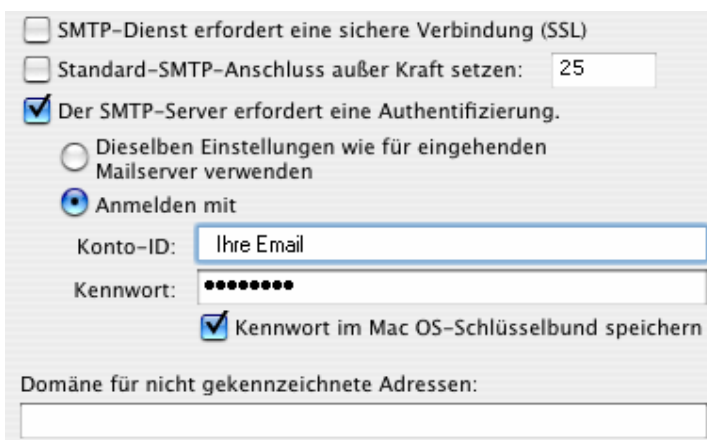 SMTP-Dienst erfordert eine sichere Verbindung (SSL)
Standard-SMTP-Anschluss außer Kraft setzen: 25
Der SMTP-Server erfordert eine Authentifizierung.
Dieselben Einstellungen wie für eingehenden
Mailserver verwenden
Anmelden mit
Konto-ID: Ihre Email
Kennwort: ••••••••
Kennwort im Mac OS-Schlüsselbund speichern
Domäne für nicht gekennzeichnete Adressen: